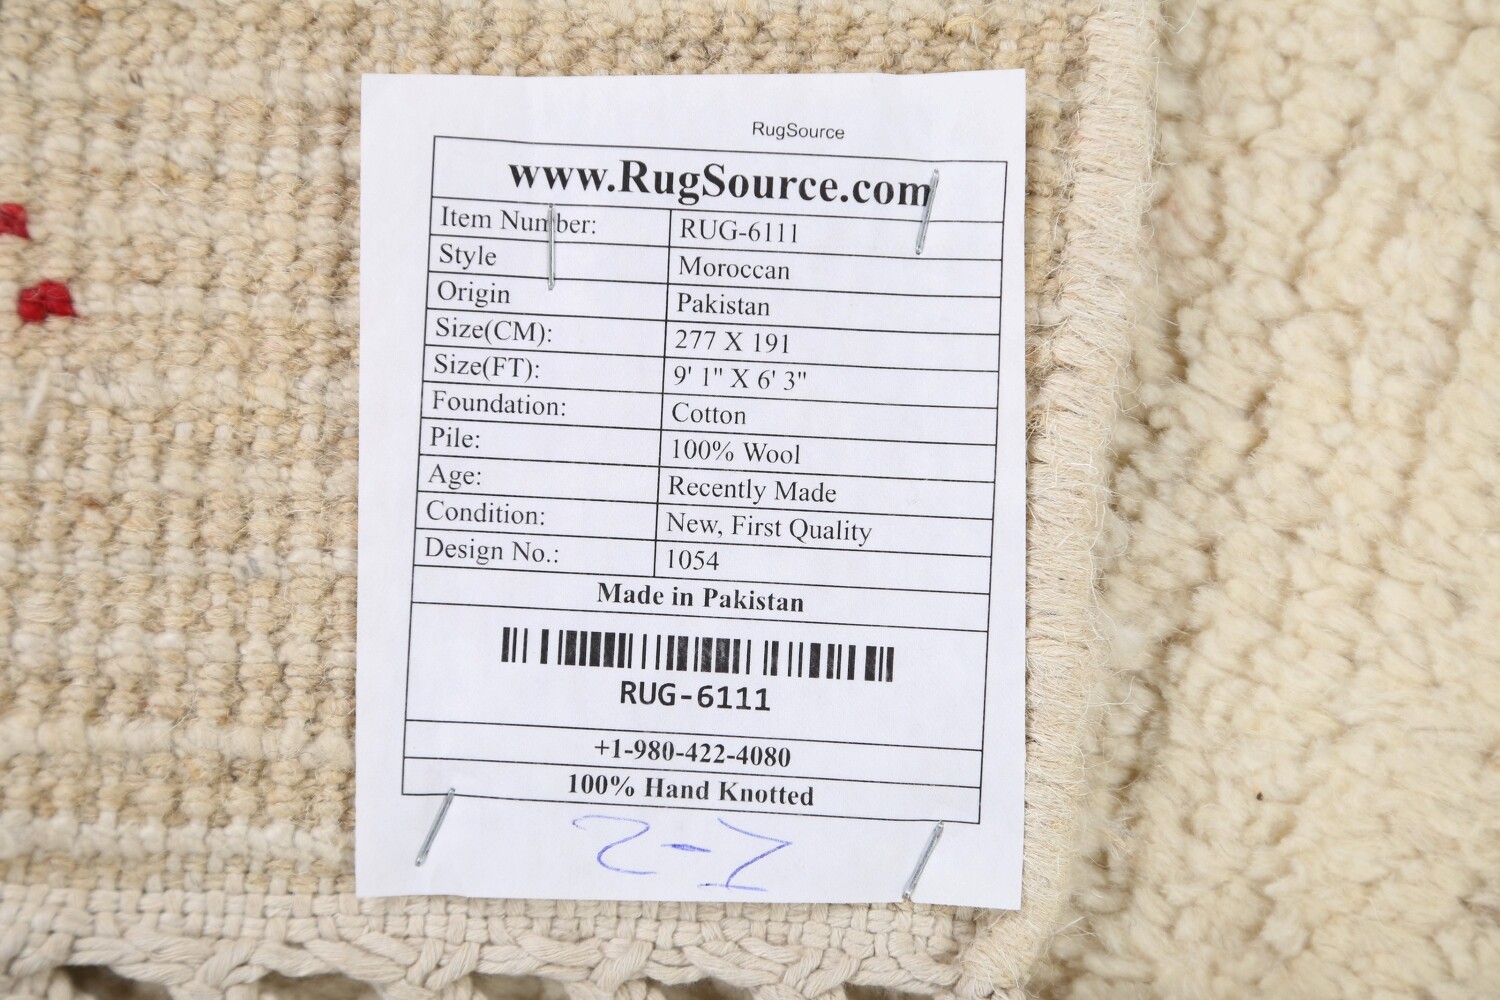 RugSource
www.RugSource.com
Item Number: RUG-6111
Style Moroccan
Origin Pakistan
Size(CM): 277 X 191
Size(FT): 9' 1" X 6' 3"
Foundation: Cotton
Pile: 100% Wool
Age: Recently Made
Condition: New, First Quality
Design No.: 1054
Made in Pakistan
RUG-6111
+1-980-422-4080
100% Hand Knotted